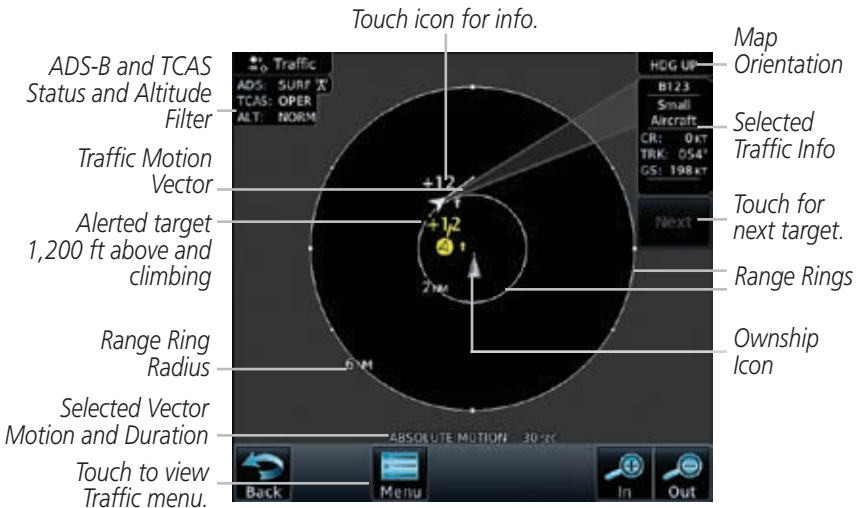 Touch icon for info.
ADS-B and TCAS
Status and Altitude
Filter
Traffic Motion
Vector
Alerted target
1,200 ft above and
climbing
Range Ring
Radius
Selected Vector
Motion and Duration
Touch to view
Traffic menu.
Traffic
ADS: SURF
TCAS: OPER
ALT: NORM
+12
+12
2NM
6NM
ABSOLUTE MOTION 30 sec
Back
Menu
In
Out
HDG UP
B123
Small
Aircraft
CR: 0KT
TRK: 054°
GS: 198KT
Next
Map
Orientation
Selected
Traffic Info
Touch for
next target.
Range Rings
Ownship
Icon